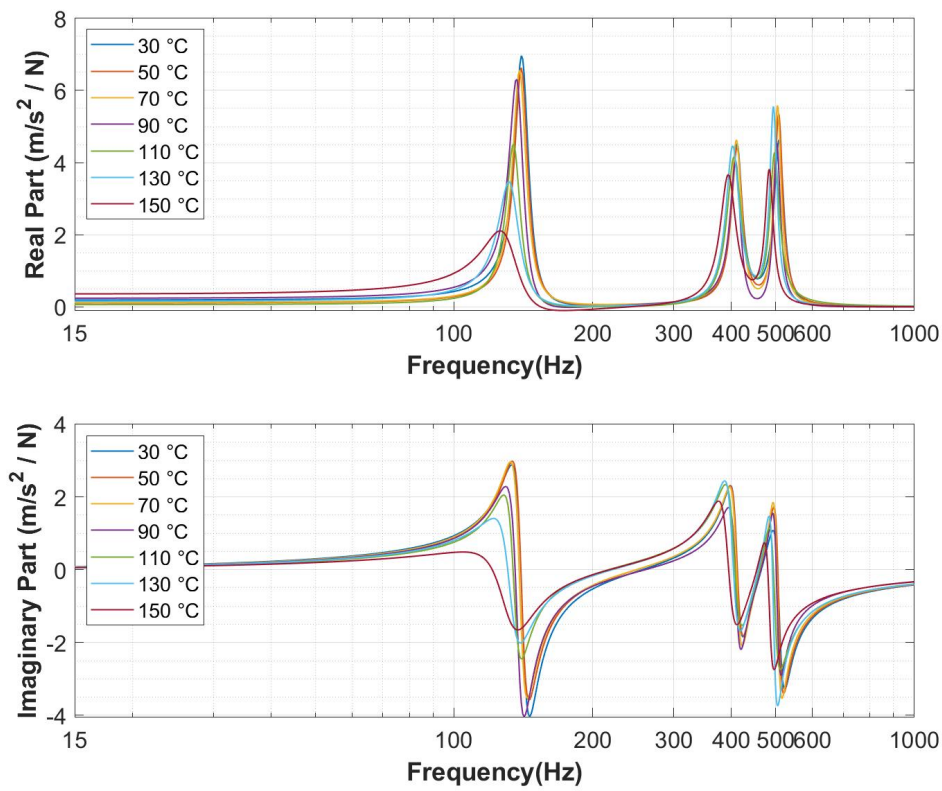 8
6
4
2
0
Real Part (m/s² / N)
30 °C
50 °C
70 °C
90 °C
110 °C
130 °C
150 °C
15 100 200 300 400 500 600 1000
Frequency(Hz)
4
2
0
-2
-4
Imaginary Part (m/s² / N)
30 °C
50 °C
70 °C
90 °C
110 °C
130 °C
150 °C
15 100 200 300 400 500 600 1000
Frequency(Hz)